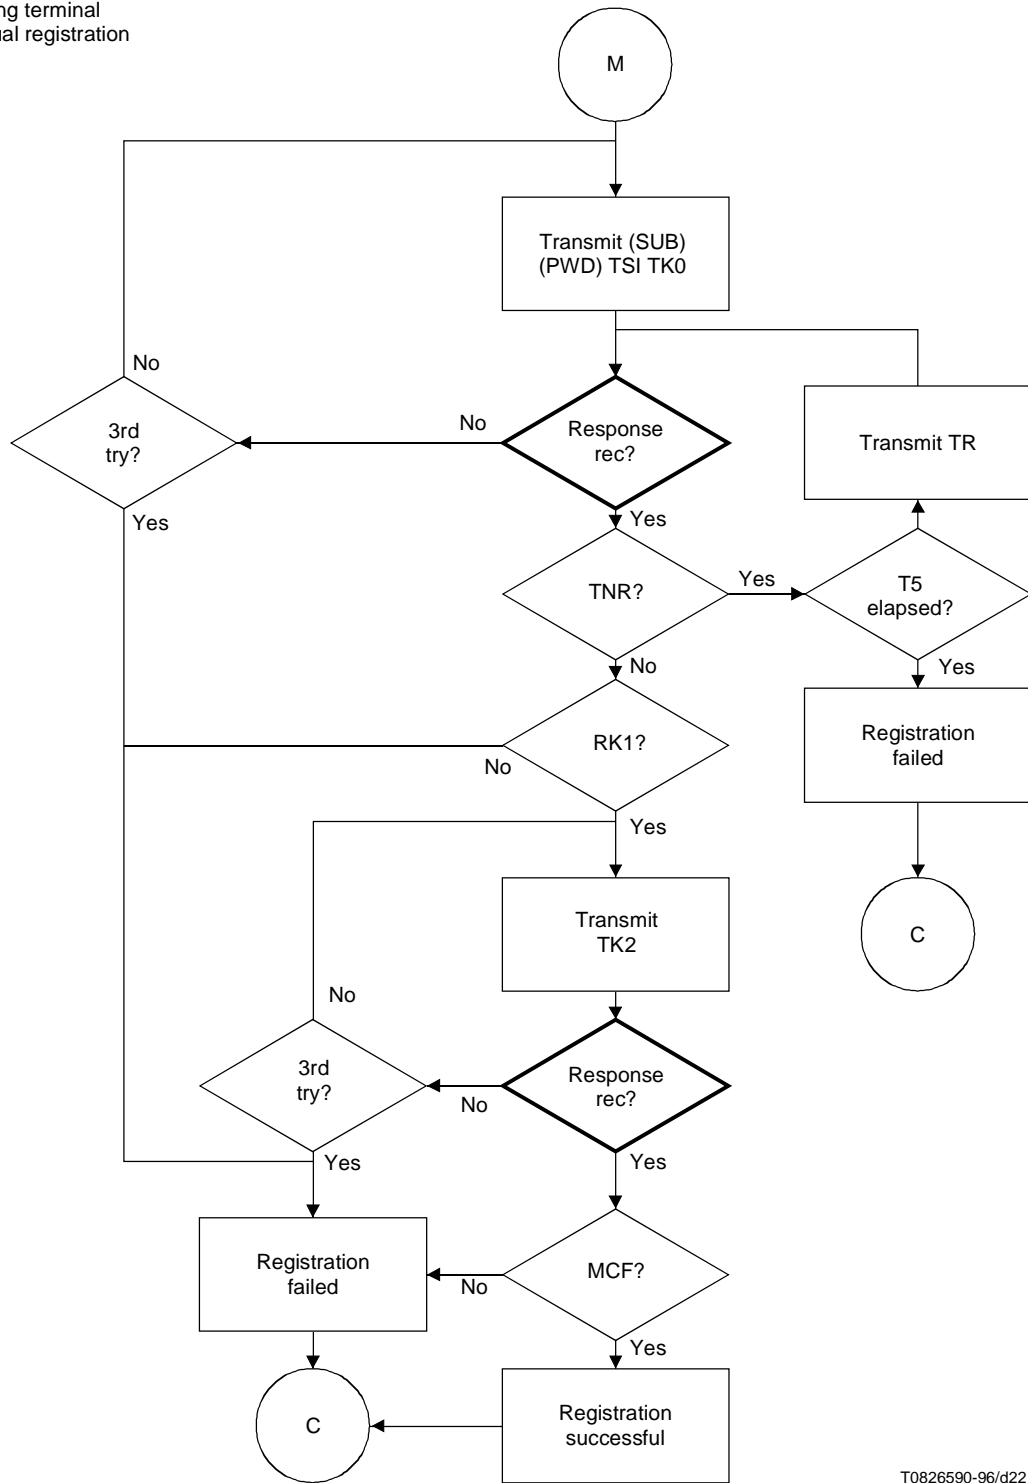 ng terminal
ual registration
M
Transmit (SUB)
(PWD) TSI TK0
No
3rd
try?
No
Response
rec?
Transmit TR
Yes
Yes
TNR?
Yes
T5
elapsed?
No
Yes
RK1?
No
Registration
failed
Yes
Transmit
TK2
C
No
3rd
try?
No
Response
rec?
Yes
Yes
Registration
failed
No
MCF?
Yes
C
Registration
successful
T0826590-96/d22